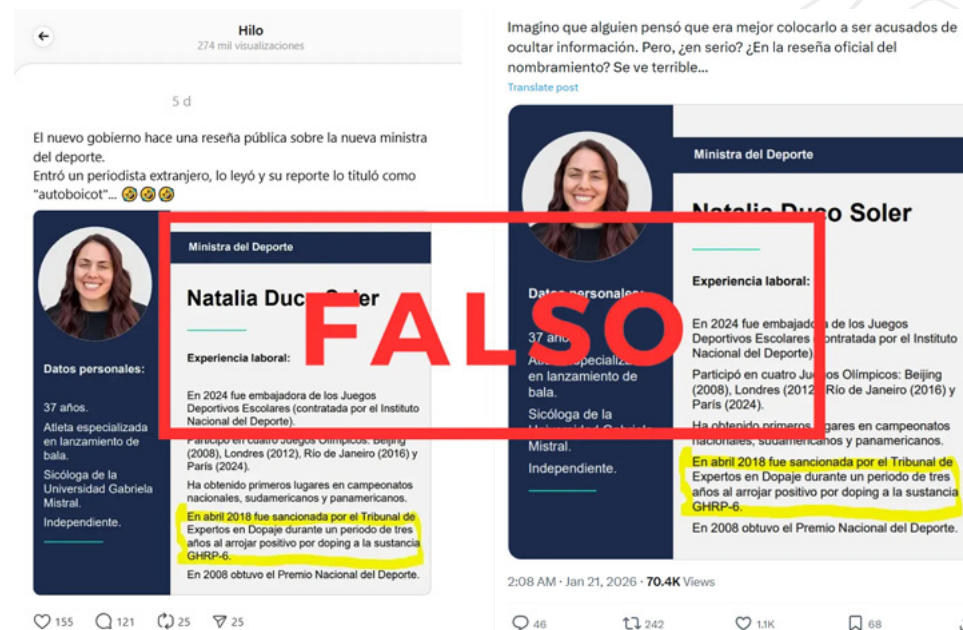 Hilo
274 mil visualizaciones
5 d
El nuevo gobierno hace una reseña pública sobre la nueva ministra
del deporte.
Entró un periodista extranjero, lo leyó y su reporte lo tituló como
"autoboicot"... 🤣🤣🤣
Ministra del Deporte
Natalia Duco Soler
Datos personales:
37 años.
Atleta especializada
en lanzamiento de
bala.
Sicóloga de la
Universidad Gabriela
Mistral.
Independiente.
Experiencia laboral:
En 2024 fue embajadora de los Juegos
Deportivos Escolares (contratada por el Instituto
Nacional del Deporte).
Participó en cuatro Juegos Olímpicos: Beijing
(2008), Londres (2012), Río de Janeiro (2016) y
París (2024).
Ha obtenido primeros lugares en campeonatos
nacionales, sudamericanos y panamericanos.
En abril 2018 fue sancionada por el Tribunal de
Expertos en Dopaje durante un periodo de tres
años al arrojar positivo por doping a la sustancia
GHRP-6.
En 2008 obtuvo el Premio Nacional del Deporte.
155 121 25 25
FALSO
Imagino que alguien pensó que era mejor colocarlo a ser acusados de
ocultar información. Pero, ¿en serio? ¿En la reseña oficial del
nombramiento? Se ve terrible...
Translate post
Ministra del Deporte
Natalia Duco Soler
Datos personales:
37 años.
Atleta especializada
en lanzamiento de
bala.
Sicóloga de la
Universidad Gabriela
Mistral.
Independiente.
Experiencia laboral:
En 2024 fue embajadora de los Juegos
Deportivos Escolares (contratada por el Instituto
Nacional del Deporte).
Participó en cuatro Juegos Olímpicos: Beijing
(2008), Londres (2012), Río de Janeiro (2016) y
París (2024).
Ha obtenido primeros lugares en campeonatos
nacionales, sudamericanos y panamericanos.
En abril 2018 fue sancionada por el Tribunal de
Expertos en Dopaje durante un periodo de tres
años al arrojar positivo por doping a la sustancia
GHRP-6.
En 2008 obtuvo el Premio Nacional del Deporte.
2:08 AM · Jan 21, 2026 · 70.4K Views
46 242 1.1K 68